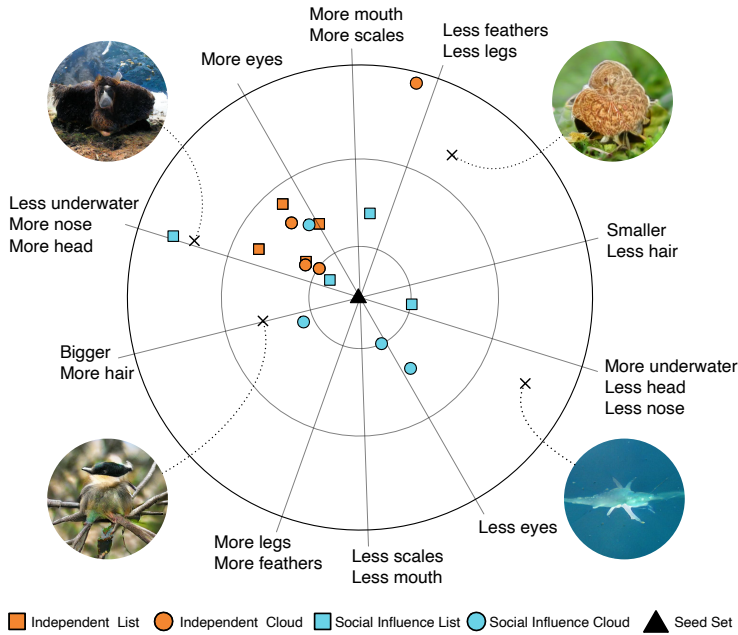 More mouth
More scales
Less feathers
Less legs
More eyes
Less underwater
More nose
More head
Smaller
Less hair
Bigger
More hair
More underwater
Less head
Less nose
More legs
More feathers
Less scales
Less mouth
Less eyes
Independent List
Independent Cloud
Social Influence List
Social Influence Cloud
Seed Set